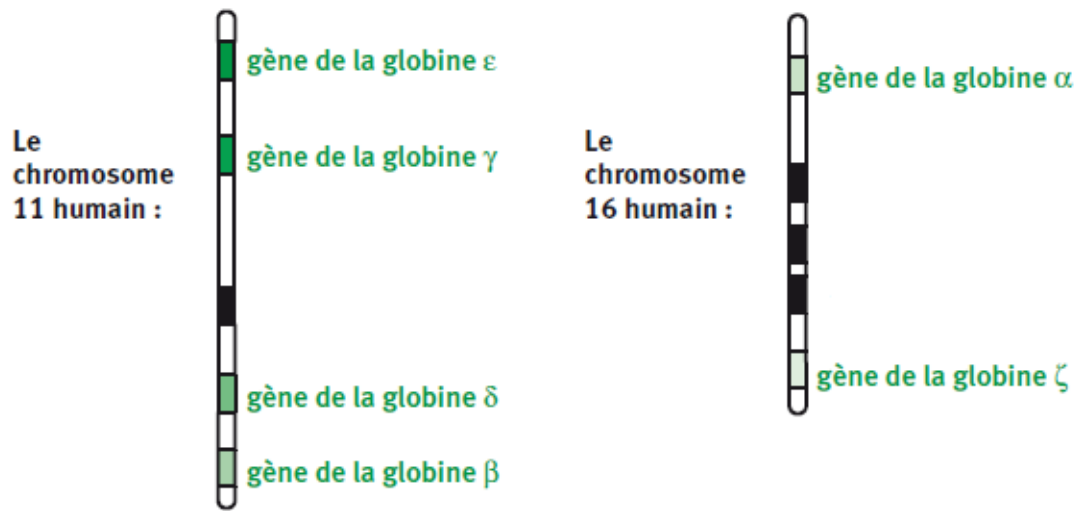 gène de la globine ε
gène de la globine γ
Le
chromosome
11 humain :
gène de la globine δ
gène de la globine β
gène de la globine α
Le
chromosome
16 humain :
gène de la globine ζ